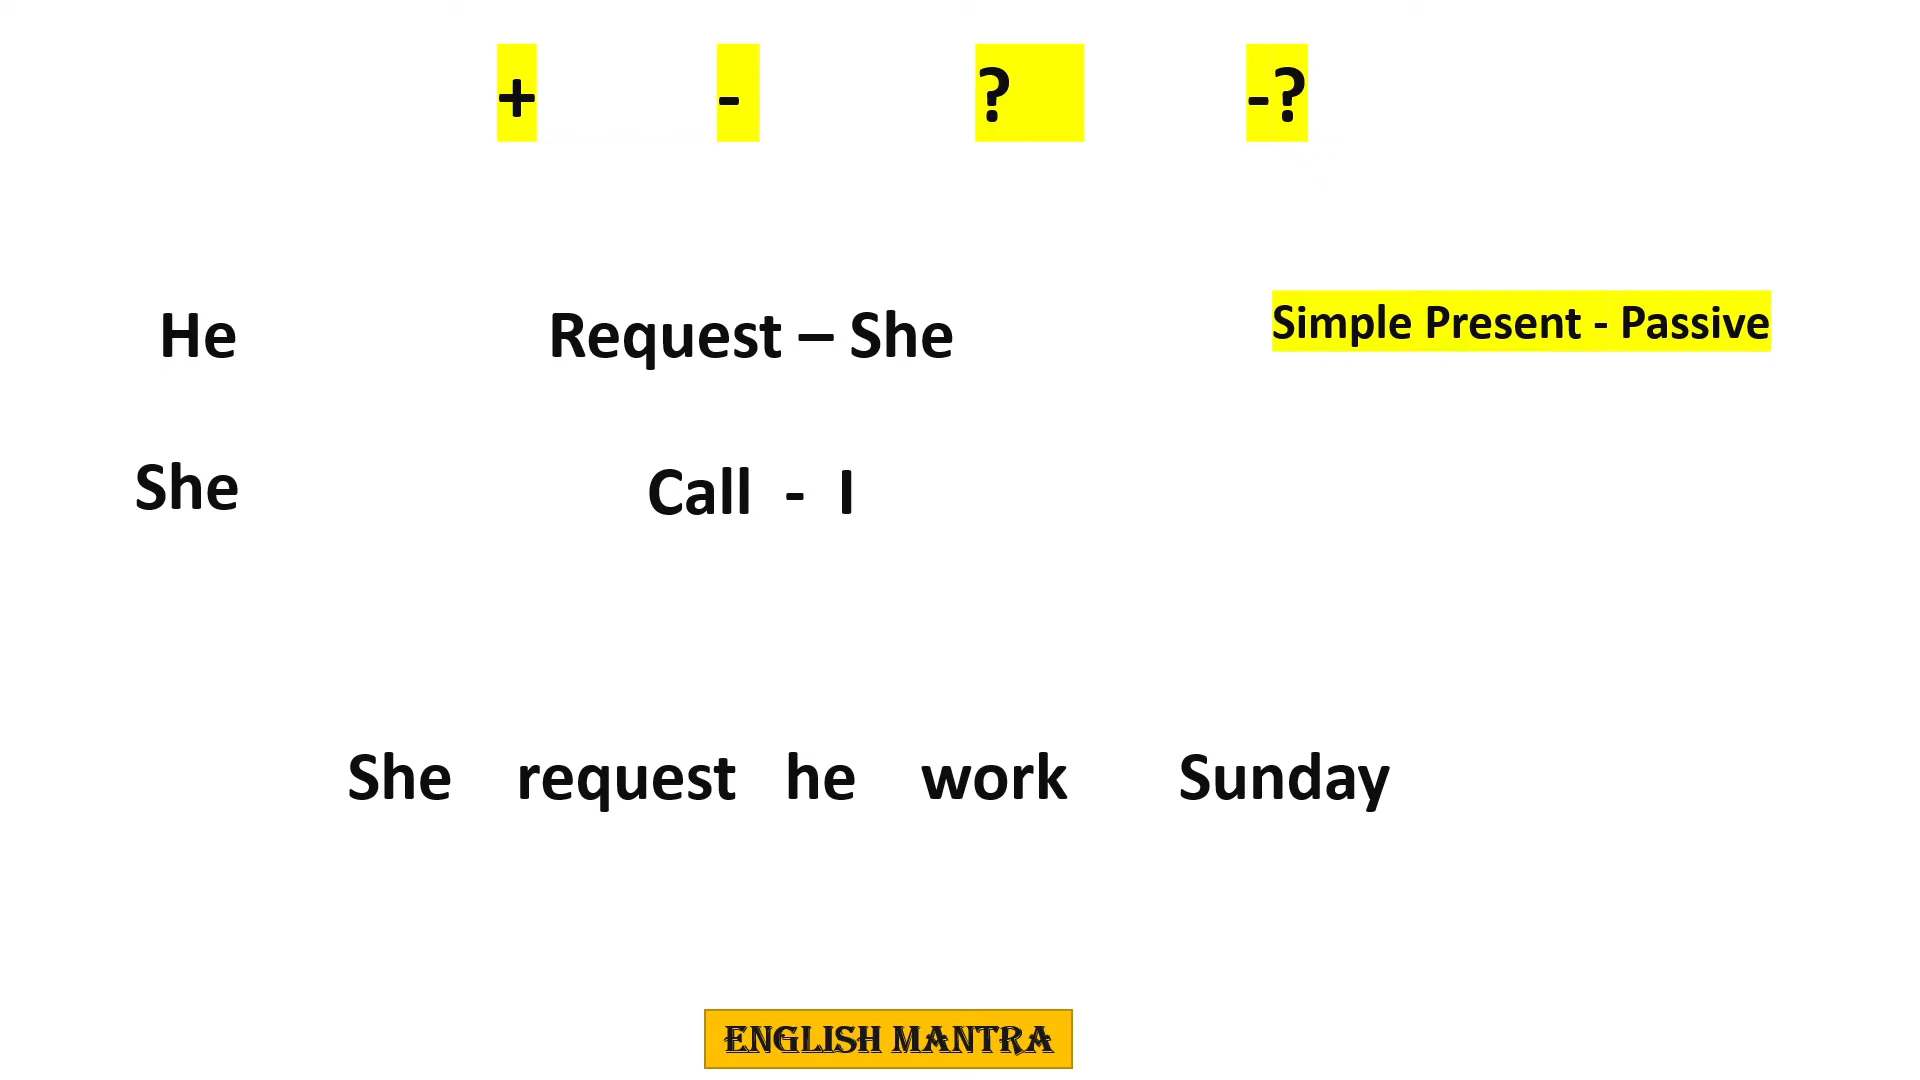 + - ? -?
He Request – She Simple Present - Passive
She Call - I
She request he work Sunday
ENGLISH MANTRA